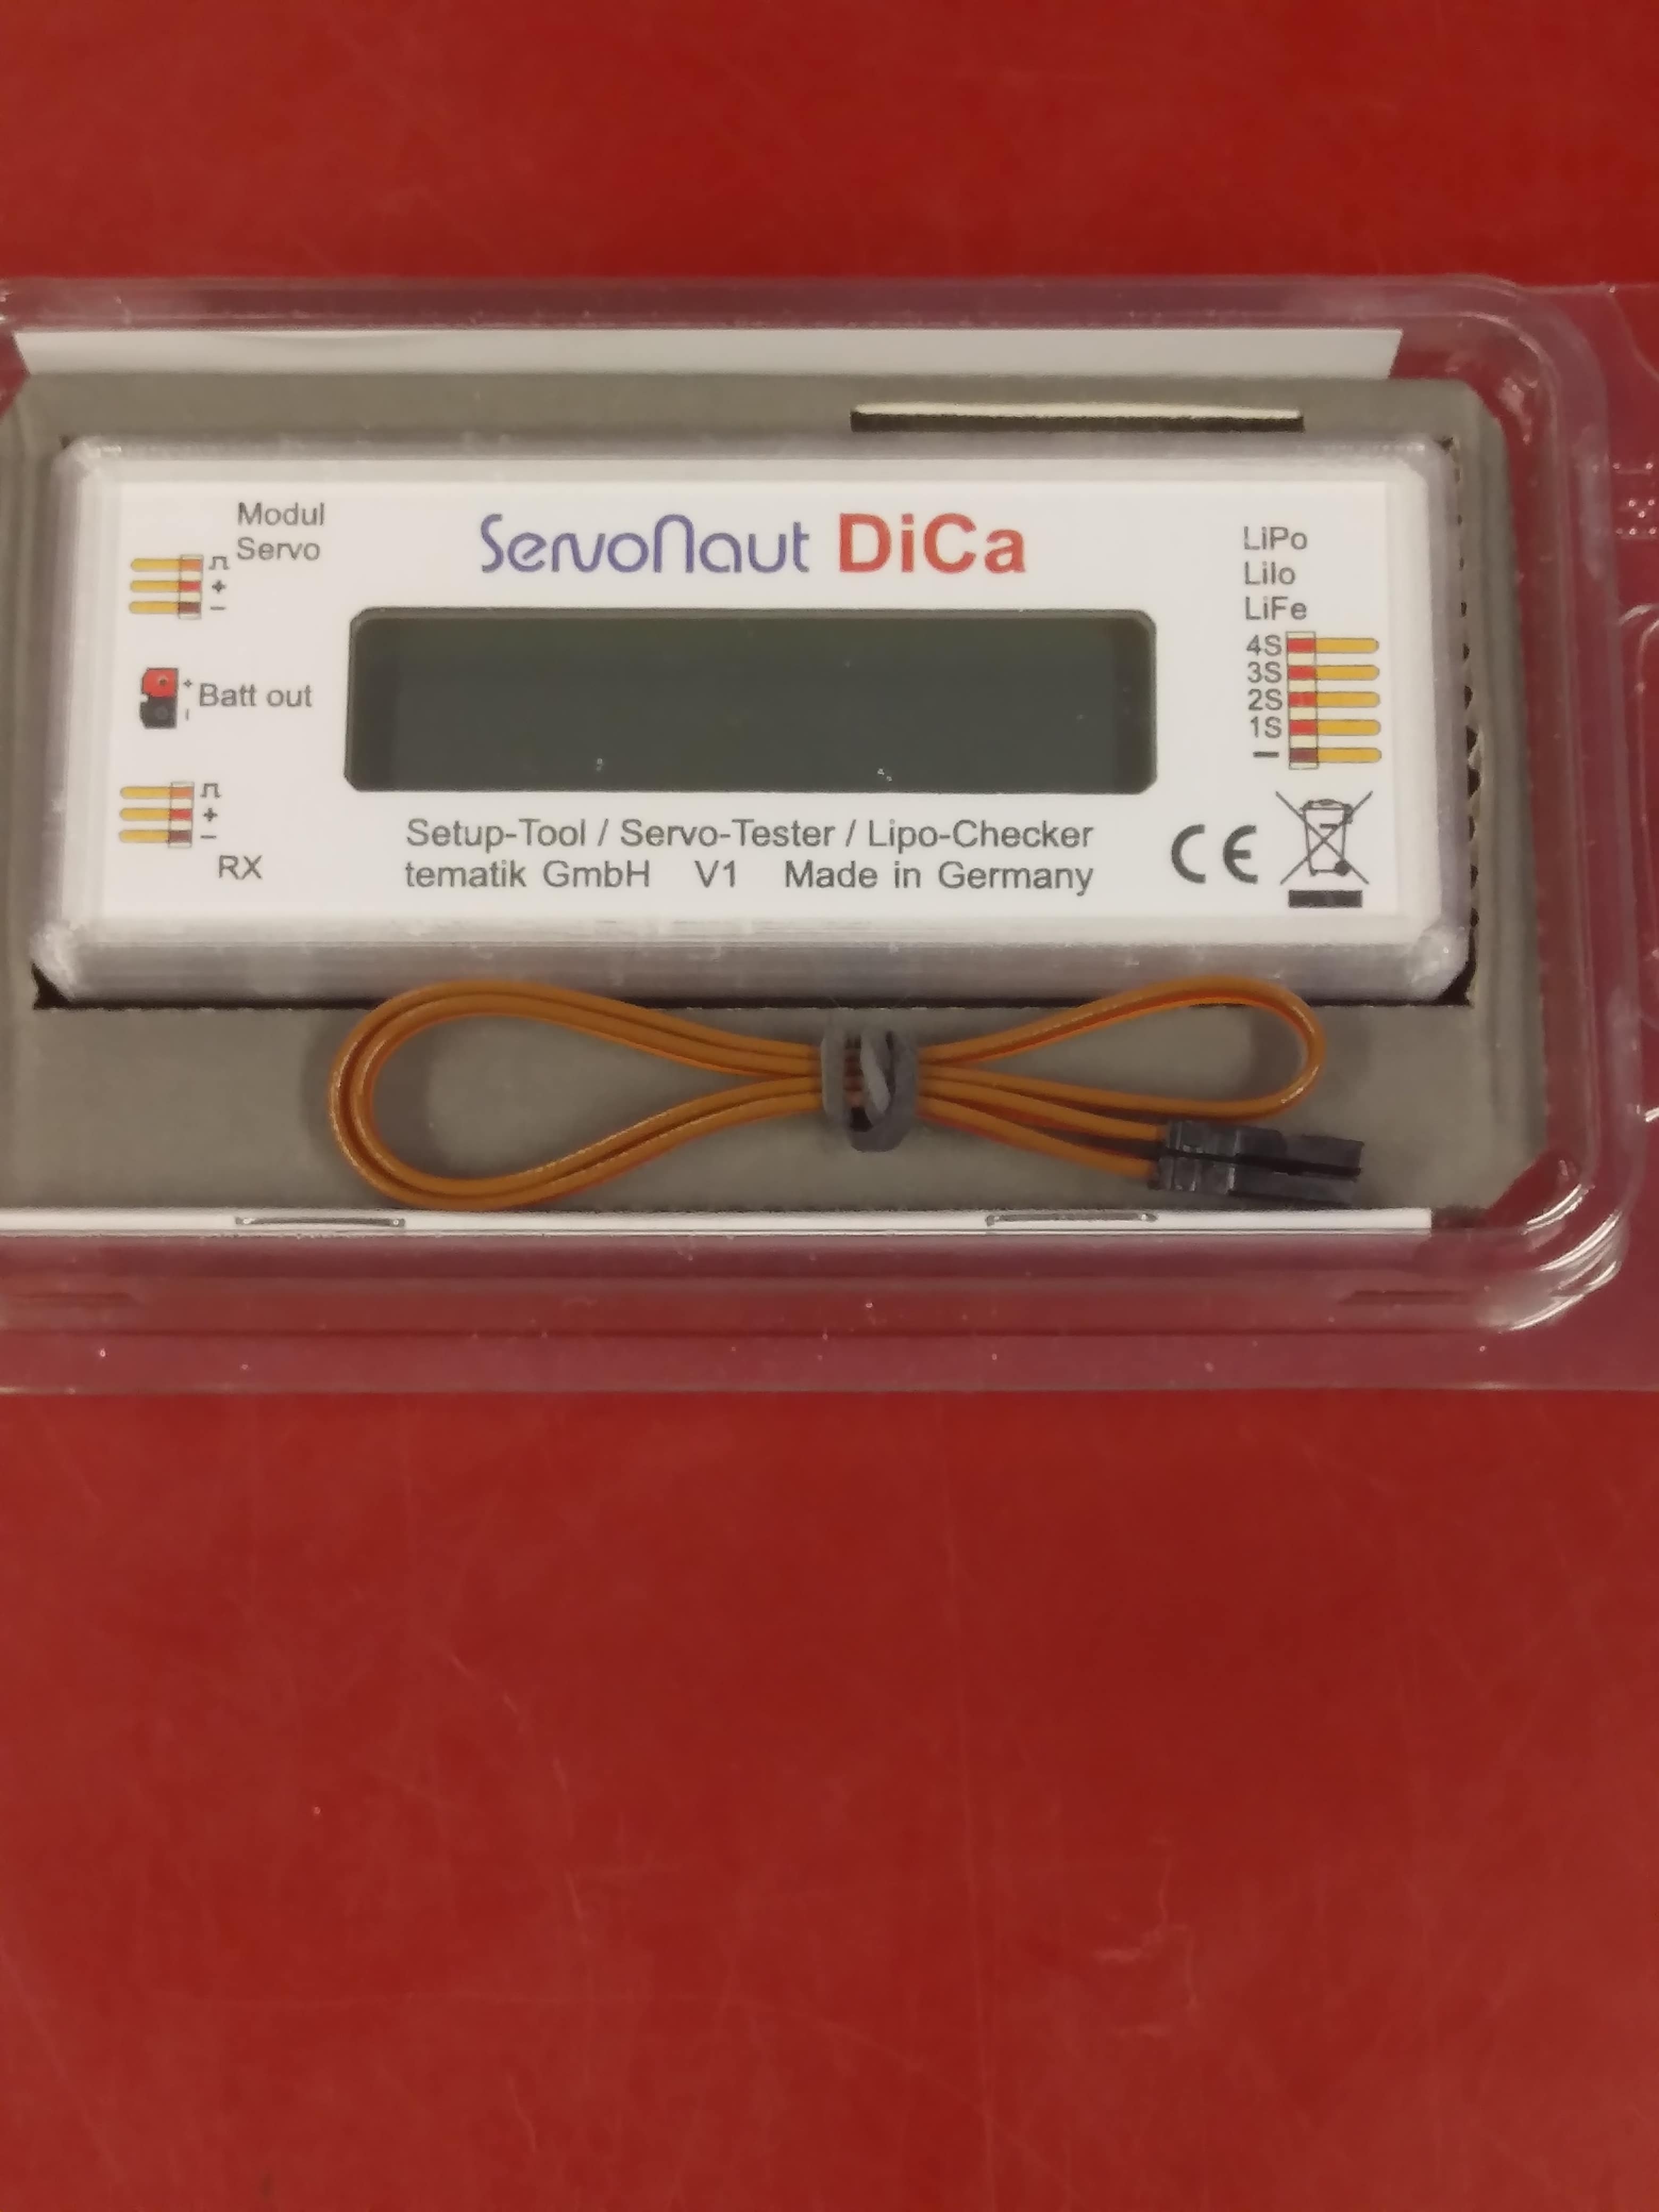 Modul
Servo
⎍
+
−
ServoNaut DiCa
LiPo
LiIo
LiFe
4S
3S
2S
1S
−
+
−
Batt out
⎍
+
−
RX
Setup-Tool / Servo-Tester / Lipo-Checker
tematik GmbH V1 Made in Germany
CE